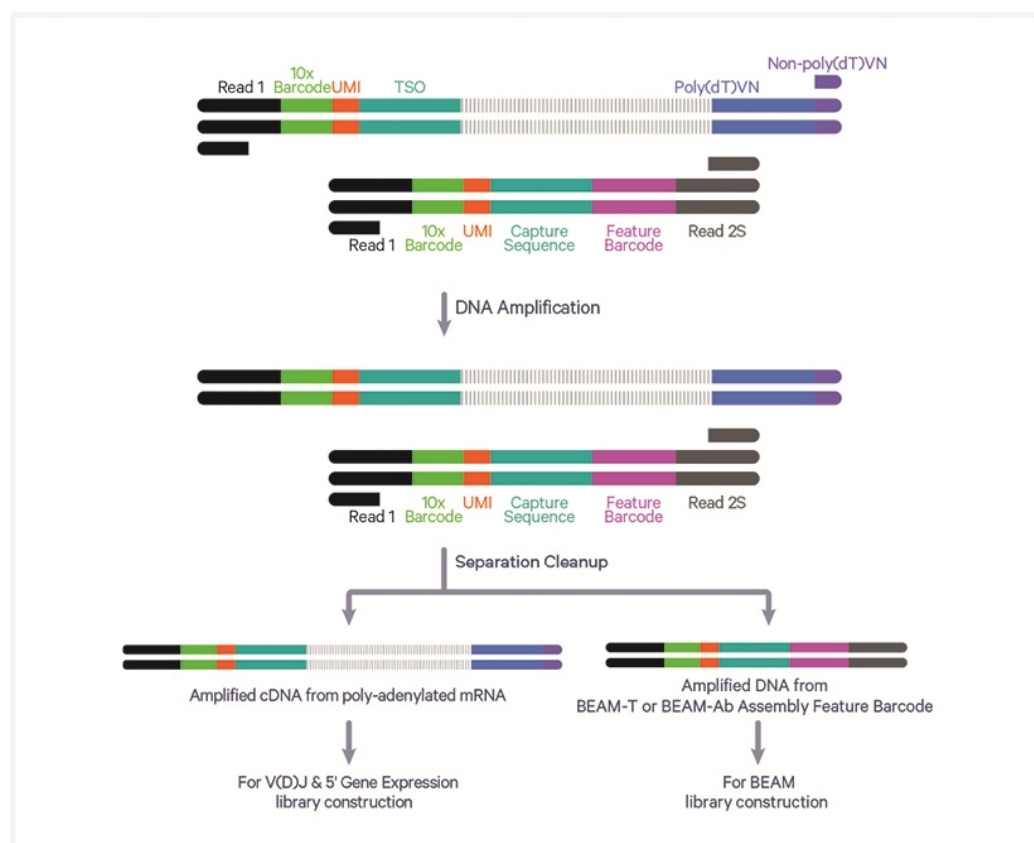 Non-poly(dT)VN
Read 1
10x
Barcode
UMI
TSO
Poly(dT)VN
Read 1
10x
Barcode
UMI
Capture
Sequence
Feature
Barcode
Read 2S
DNA Amplification
Read 1
10x
Barcode
UMI
Capture
Sequence
Feature
Barcode
Read 2S
Separation Cleanup
Amplified cDNA from poly-adenylated mRNA
Amplified DNA from
BEAM-T or BEAM-Ab Assembly Feature Barcode
For V(D)J & 5' Gene Expression
library construction
For BEAM
library construction